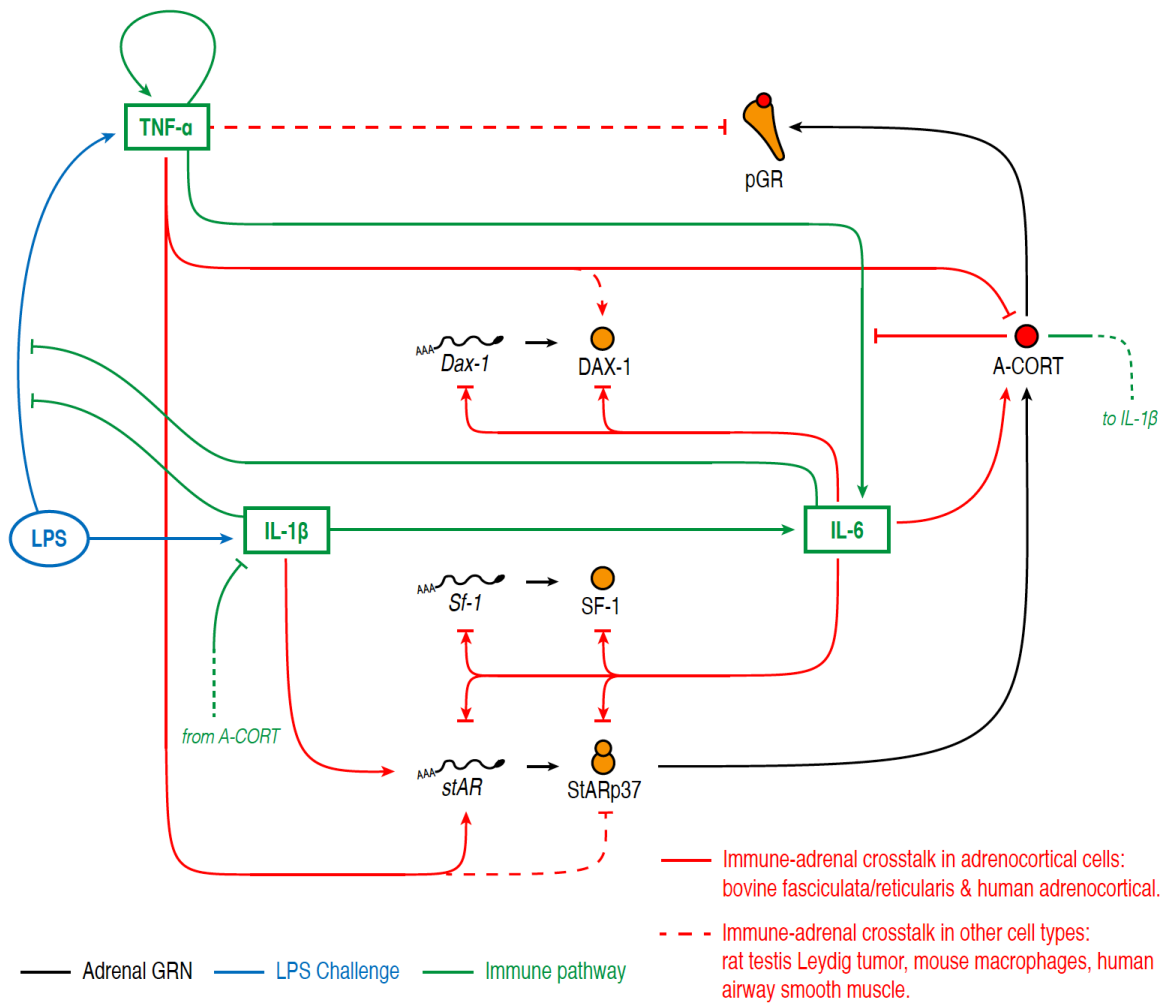 TNF-α
pGR
AAA
Dax-1
DAX-1
A-CORT
to IL-1β
LPS
IL-1β
IL-6
AAA
Sf-1
SF-1
from A-CORT
AAA
stAR
StARp37
Immune-adrenal crosstalk in adrenocortical cells:
bovine fasciculata/reticularis & human adrenocortical.
Immune-adrenal crosstalk in other cell types:
rat testis Leydig tumor, mouse macrophages, human
airway smooth muscle.
Adrenal GRN
LPS Challenge
Immune pathway